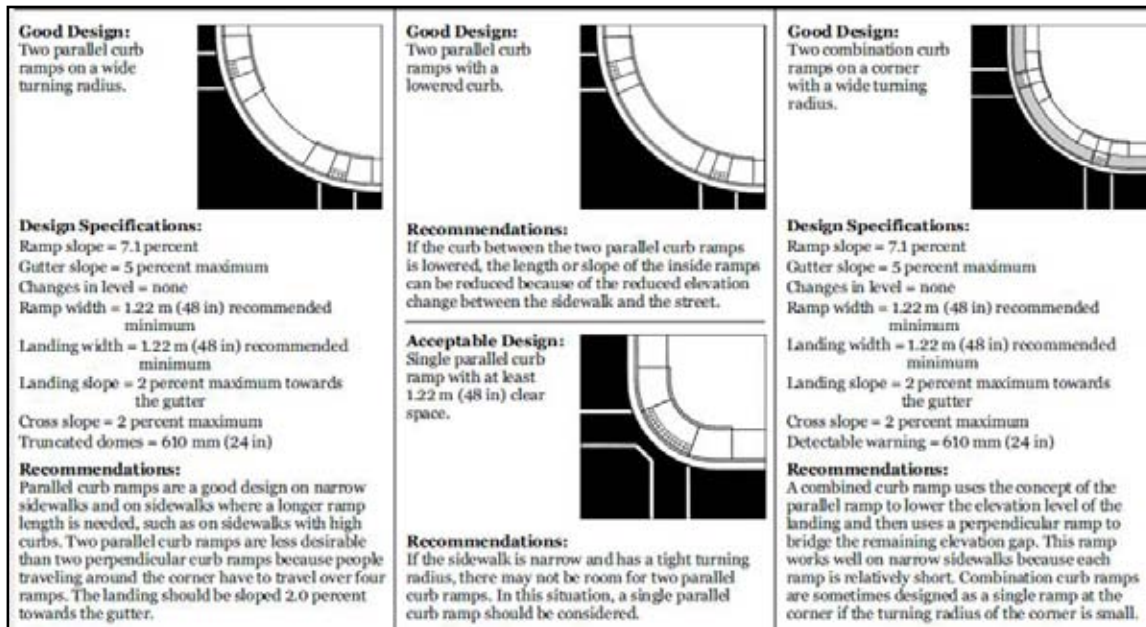 Good Design:
Two parallel curb
ramps on a wide
turning radius.
Design Specifications:
Ramp slope = 7.1 percent
Gutter slope = 5 percent maximum
Changes in level = none
Ramp width = 1.22 m (48 in) recommended
minimum
Landing width = 1.22 m (48 in) recommended
minimum
Landing slope = 2 percent maximum towards
the gutter
Cross slope = 2 percent maximum
Truncated domes = 610 mm (24 in)
Recommendations:
Parallel curb ramps are a good design on narrow
sidewalks and on sidewalks where a longer ramp
length is needed, such as on sidewalks with high
curbs. Two parallel curb ramps are less desirable
than two perpendicular curb ramps because people
traveling around the corner have to travel over four
ramps. The landing should be sloped 2.0 percent
towards the gutter.
Good Design:
Two parallel curb
ramps with a
lowered curb.
Recommendations:
If the curb between the two parallel curb ramps
is lowered, the length or slope of the inside ramps
can be reduced because of the reduced elevation
change between the sidewalk and the street.
Acceptable Design:
Single parallel curb
ramp with at least
1.22 m (48 in) clear
space.
Recommendations:
If the sidewalk is narrow and has a tight turning
radius, there may not be room for two parallel
curb ramps. In this situation, a single parallel
curb ramp should be considered.
Good Design:
Two combination curb
ramps on a corner
with a wide turning
radius.
Design Specifications:
Ramp slope = 7.1 percent
Gutter slope = 5 percent maximum
Changes in level = none
Ramp width = 1.22 m (48 in) recommended
minimum
Landing width = 1.22 m (48 in) recommended
minimum
Landing slope = 2 percent maximum towards
the gutter
Cross slope = 2 percent maximum
Detectable warning = 610 mm (24 in)
Recommendations:
A combined curb ramp uses the concept of the
parallel ramp to lower the elevation level of the
landing and then uses a perpendicular ramp to
bridge the remaining elevation gap. This ramp
works well on narrow sidewalks because each
ramp is relatively short. Combination curb ramps
are sometimes designed as a single ramp at the
corner if the turning radius of the corner is small.